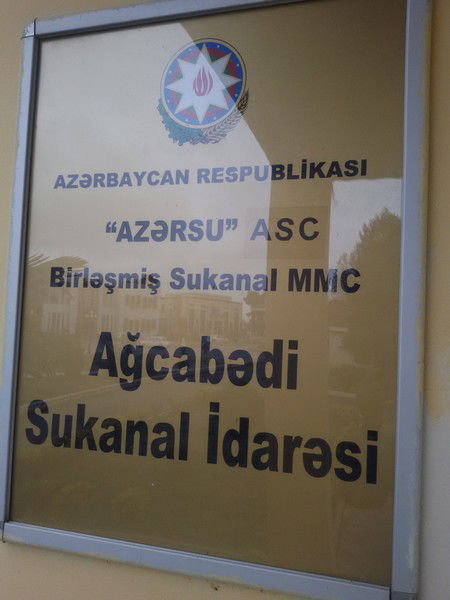 AZƏRBAYCAN RESPUBLİKASI
“AZƏRSU” ASC
Birləşmiş Sukanal MMC
Ağcabədi
Sukanal İdarəsi